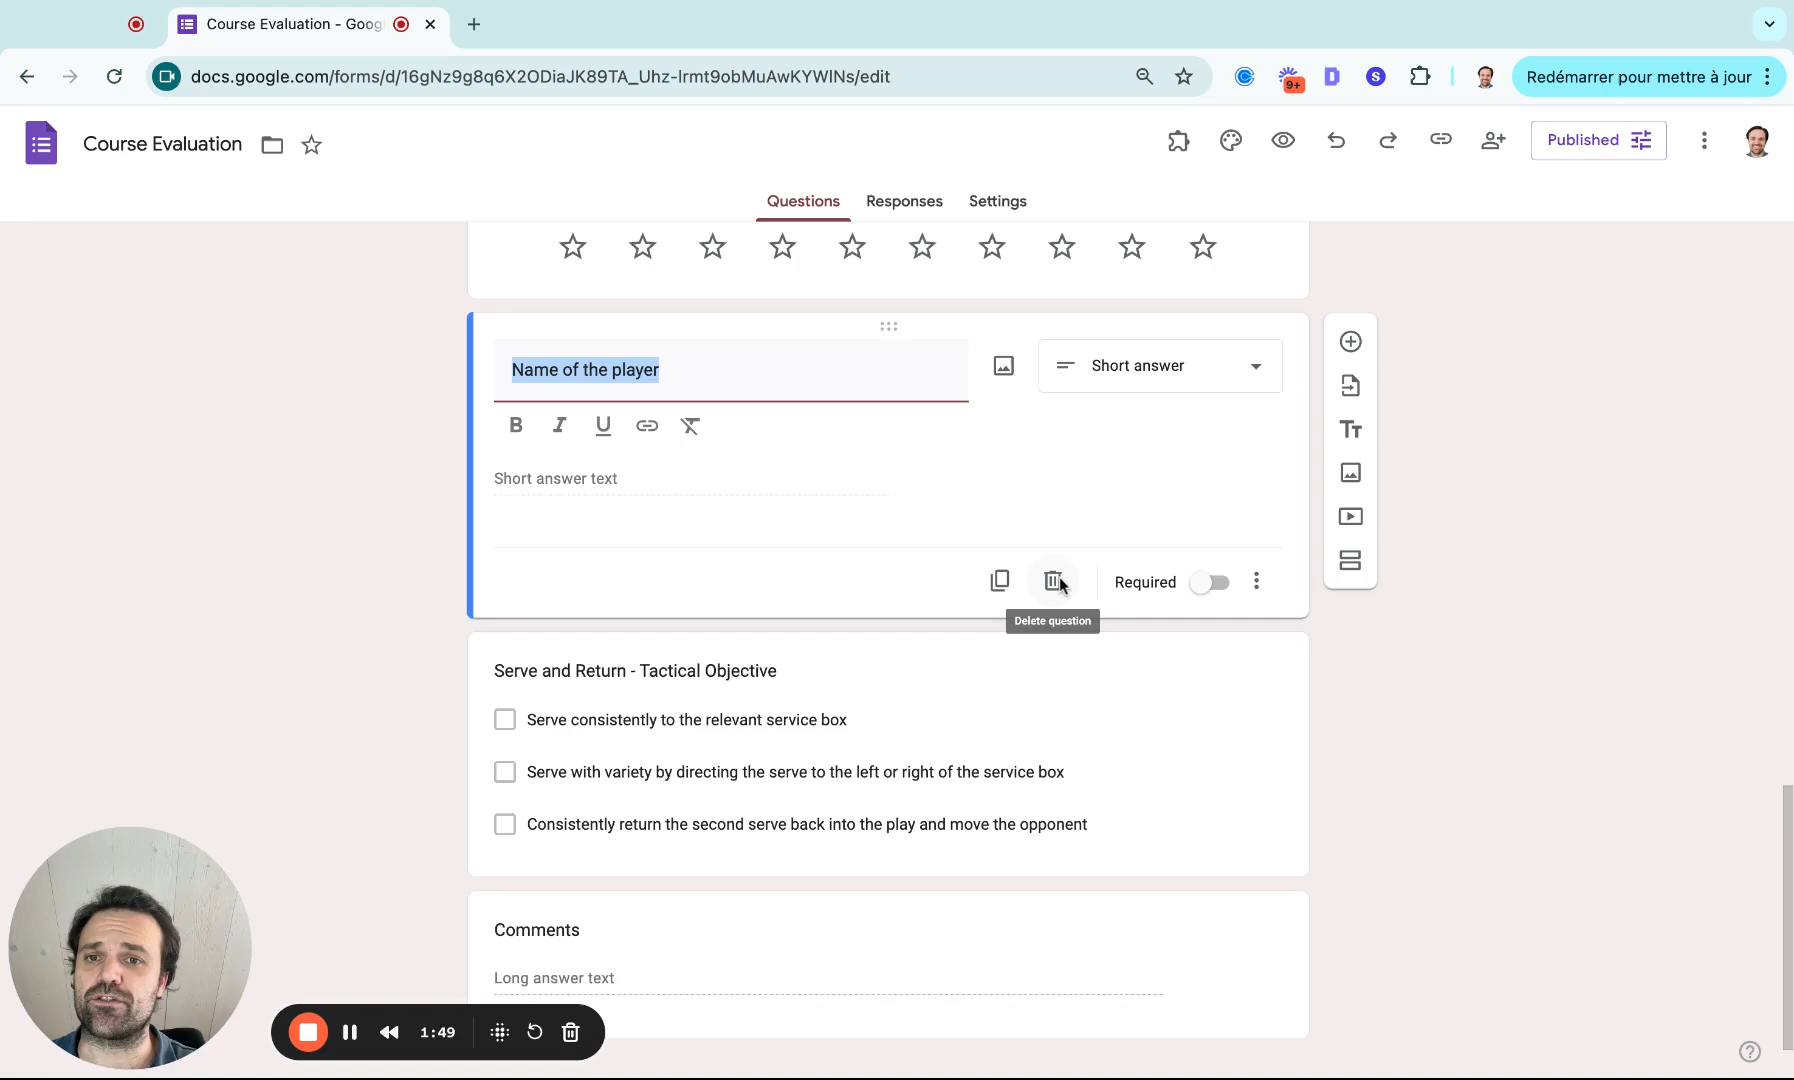 Course Evaluation - Goog
docs.google.com/forms/d/16gNz9g8q6X2ODiaJK89TA_Uhz-lrmt9obMuAwKYWlNs/edit
9+
D
S
Redémarrer pour mettre à jour
Course Evaluation
Published
Questions
Responses
Settings
Name of the player
Short answer
B
I
U
Tт
Short answer text
Required
Delete question
Serve and Return - Tactical Objective
Serve consistently to the relevant service box
Serve with variety by directing the serve to the left or right of the service box
Consistently return the second serve back into the play and move the opponent
Comments
Long answer text
1:49